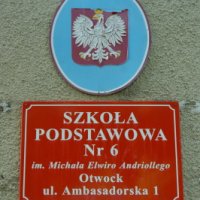 SZKOŁA
PODSTAWOWA
Nr 6
im. Michała Elwiro Andriollego
Otwock
ul. Ambasadorska 1